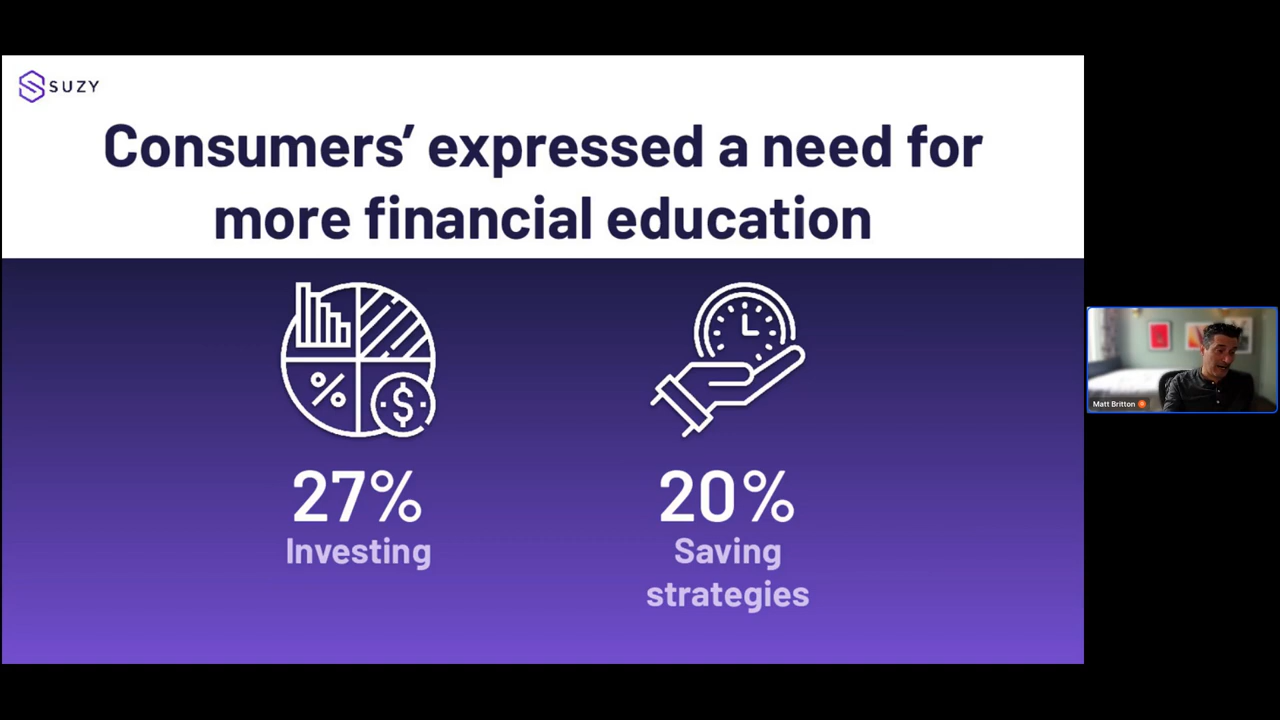 SUZY
Consumers’ expressed a need for
more financial education
%
$
27%
Investing
20%
Saving
strategies
Matt Britton